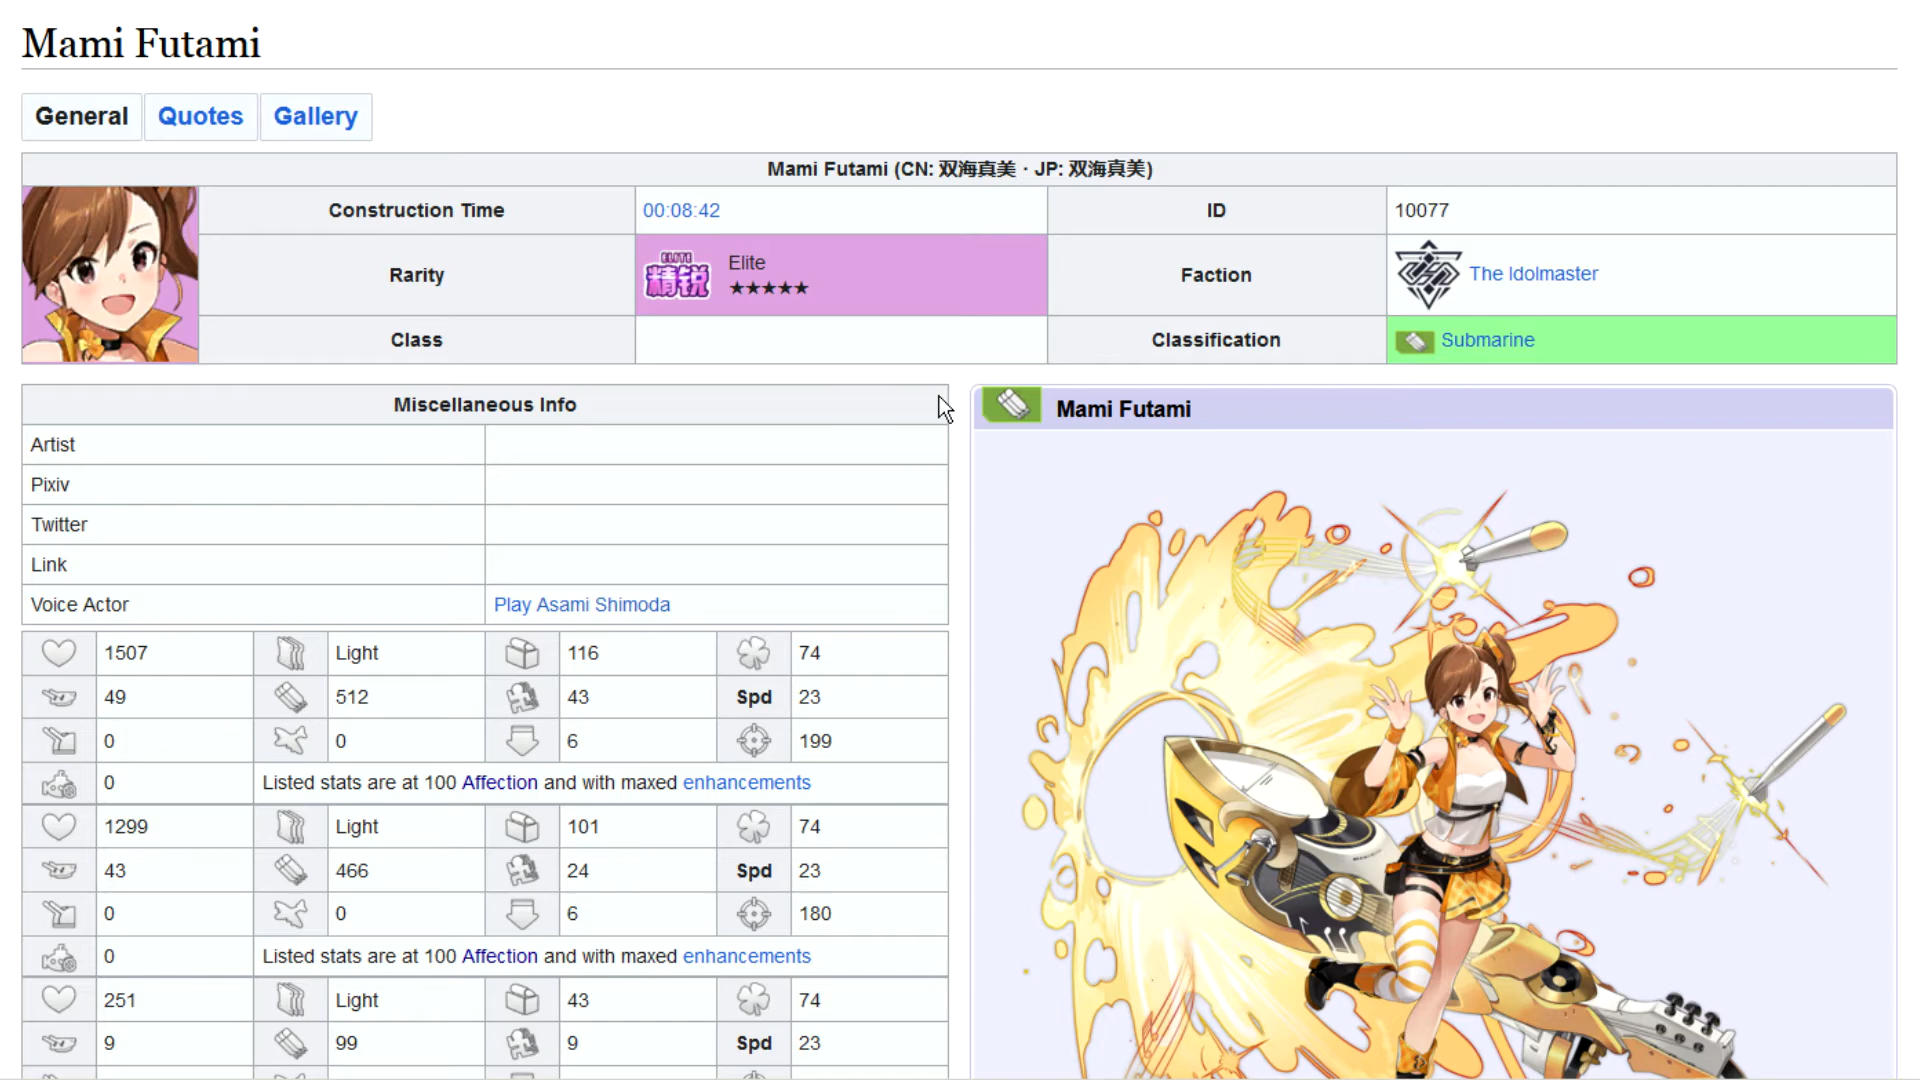 Mami Futami
General Quotes Gallery
Mami Futami (CN: 双海真美 · JP: 双海真美)
Construction Time 00:08:42 ID 10077
Rarity ELITE 精锐 Elite ★★★★★ Faction The Idolmaster
Class Classification Submarine
Miscellaneous Info
Artist
Pixiv
Twitter
Link
Voice Actor Play Asami Shimoda
1507 Light 116 74
49 512 43 Spd 23
0 0 6 199
0 Listed stats are at 100 Affection and with maxed enhancements
1299 Light 101 74
43 466 24 Spd 23
0 0 6 180
0 Listed stats are at 100 Affection and with maxed enhancements
251 Light 43 74
9 99 9 Spd 23
Mami Futami